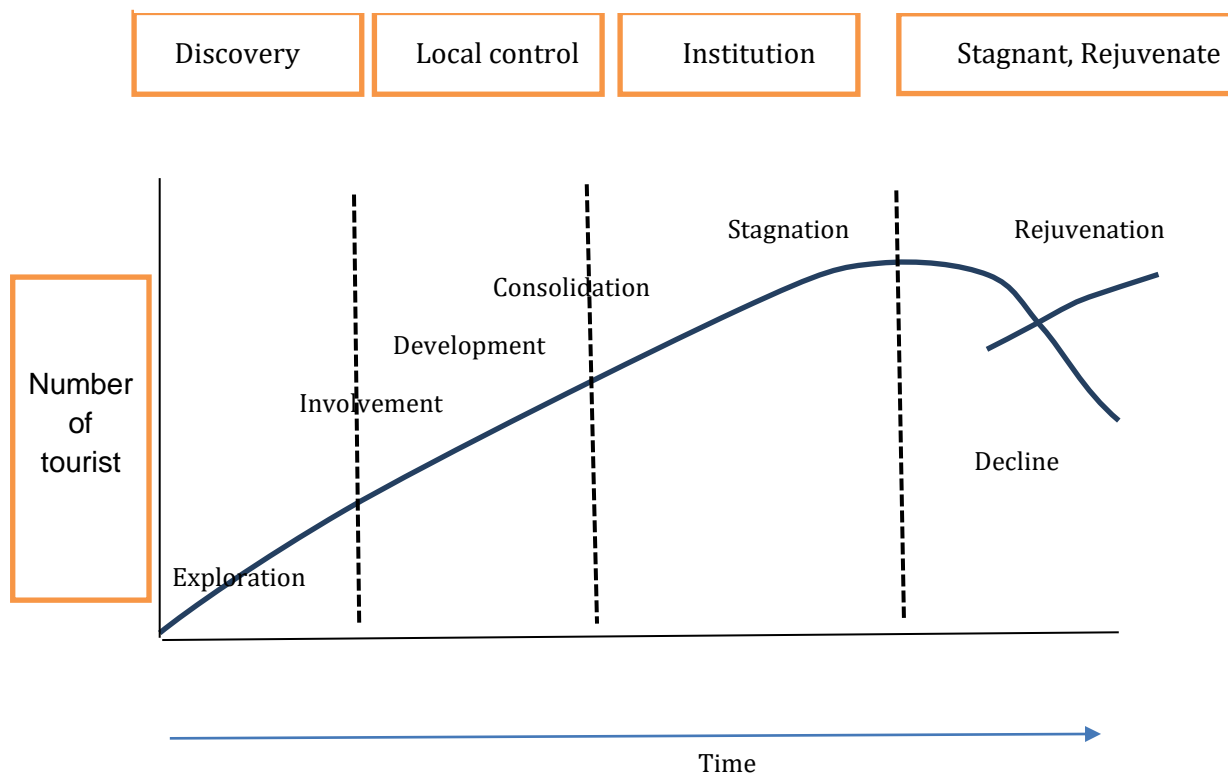 Discovery
Local control
Institution
Stagnant, Rejuvenate
Stagnation
Rejuvenation
Consolidation
Development
Number
of
tourist
Involvement
Decline
Exploration
Time